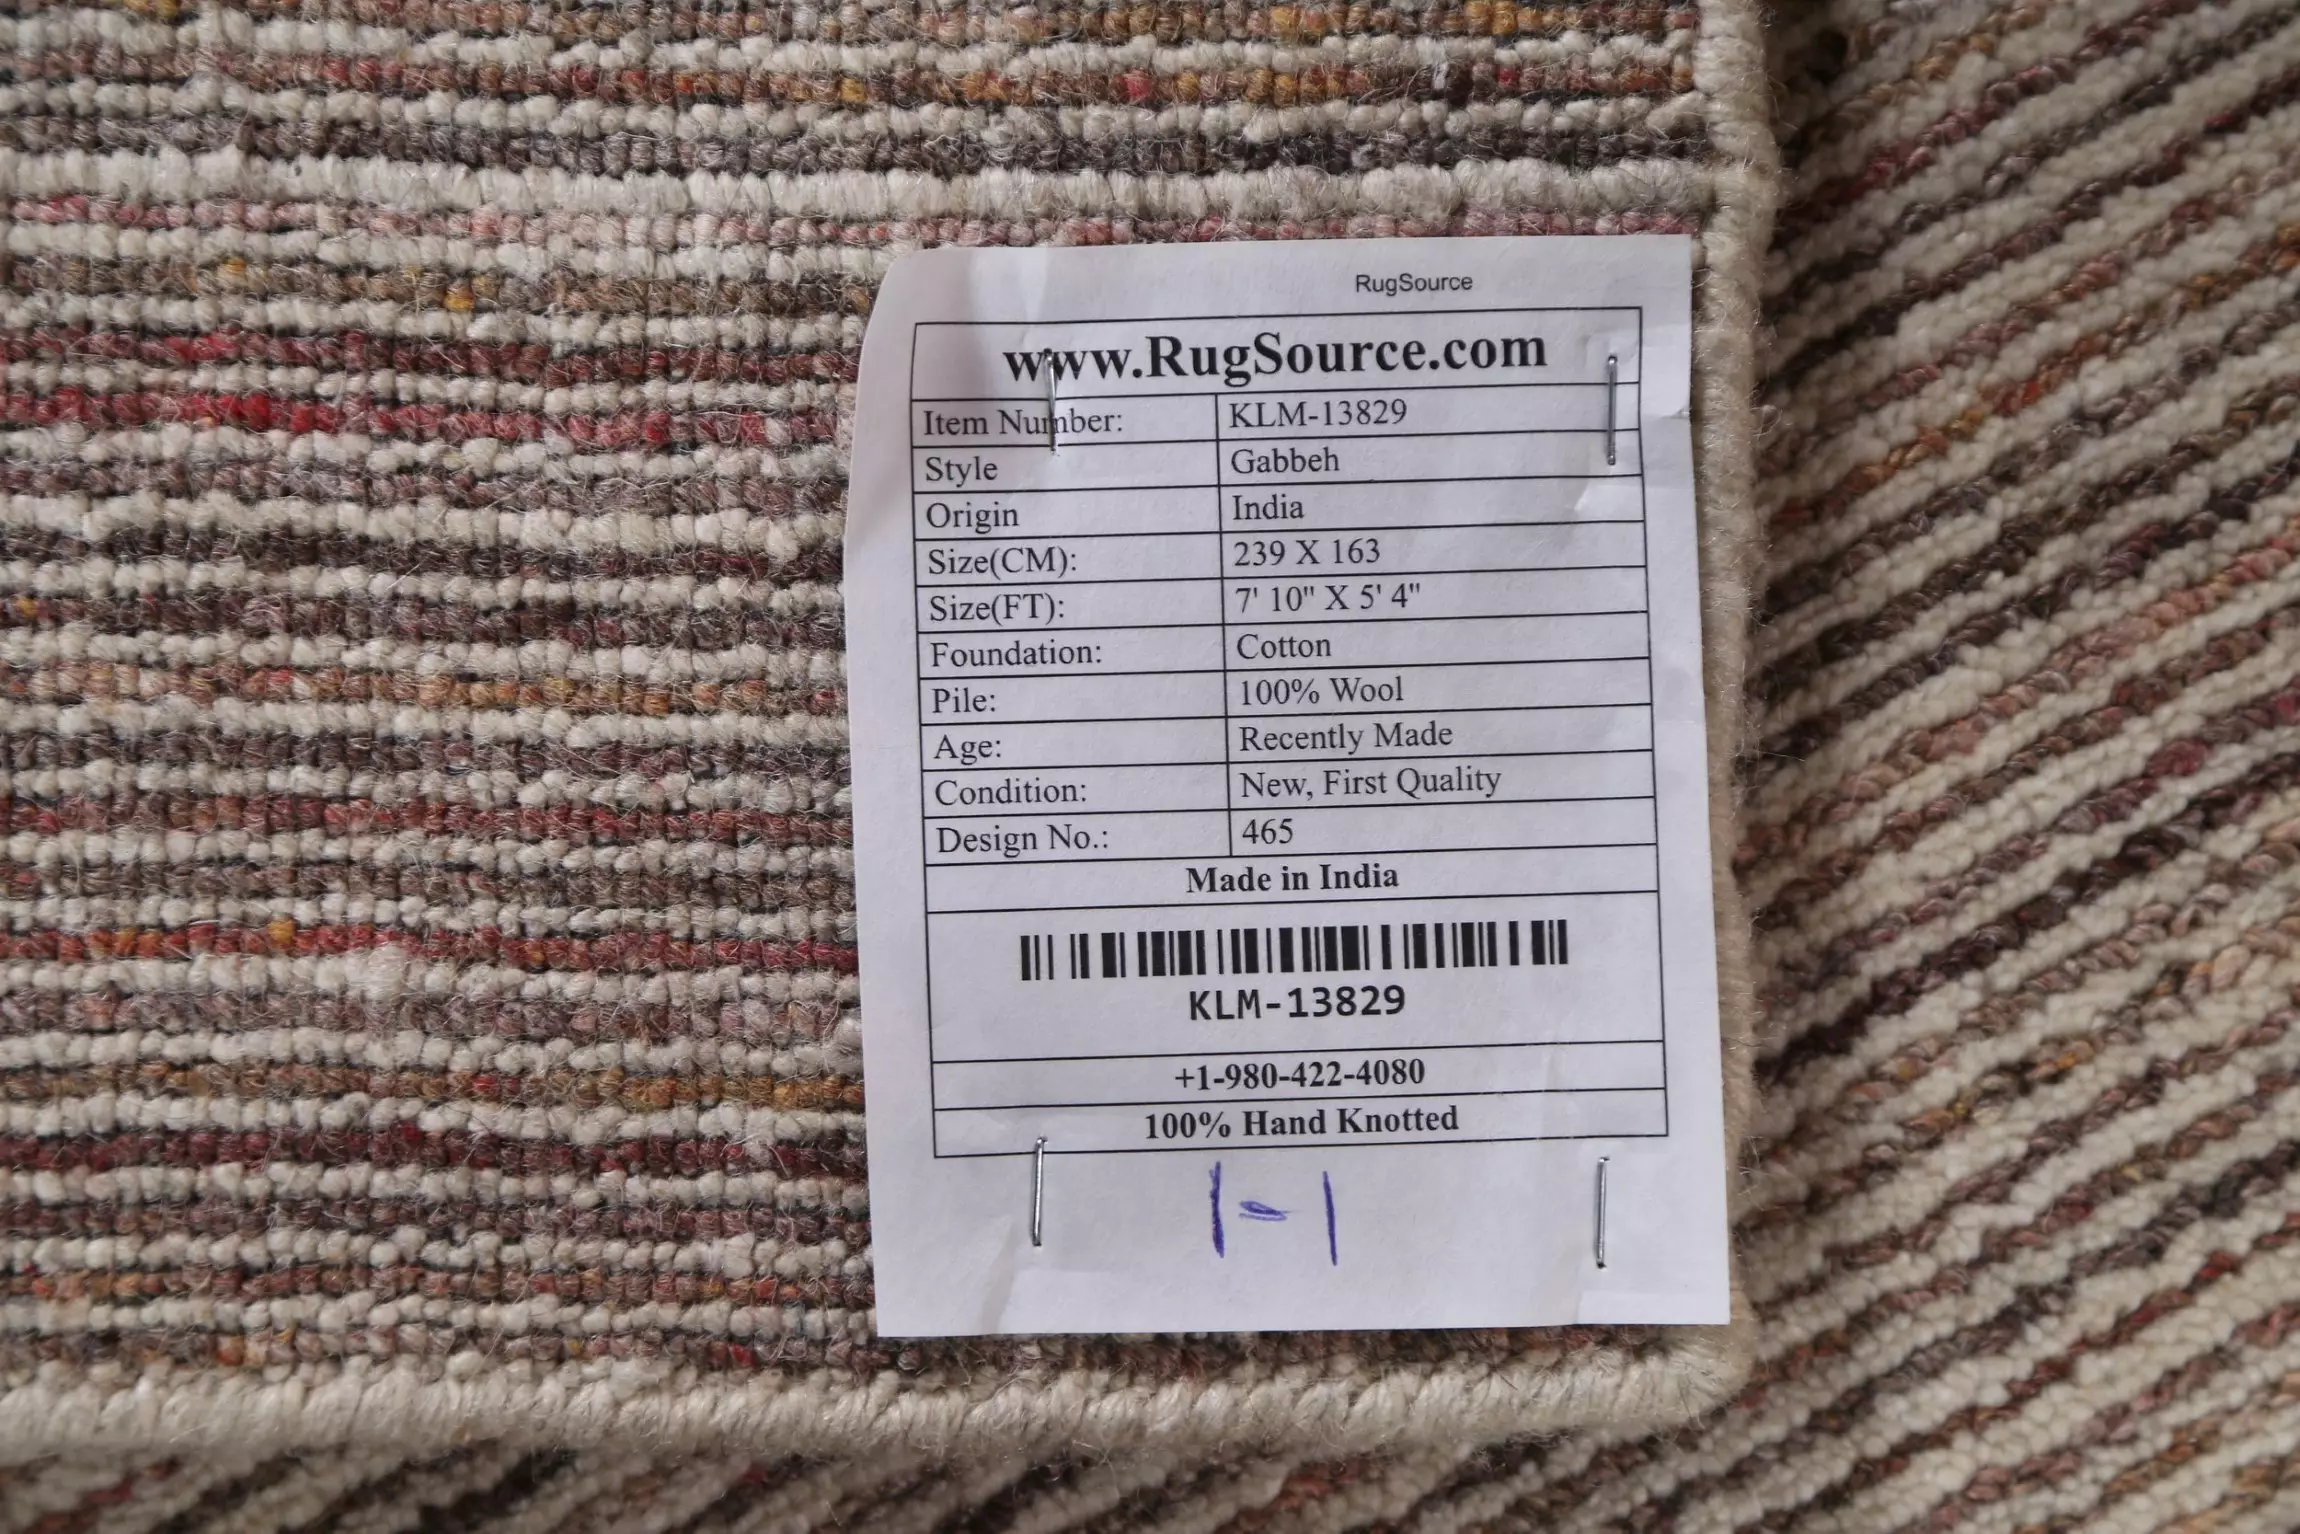 RugSource
www.RugSource.com
Item Number: KLM-13829
Style Gabbeh
Origin India
Size(CM): 239 X 163
Size(FT): 7' 10" X 5' 4"
Foundation: Cotton
Pile: 100% Wool
Age: Recently Made
Condition: New, First Quality
Design No.: 465
Made in India
KLM-13829
+1-980-422-4080
100% Hand Knotted
1-1